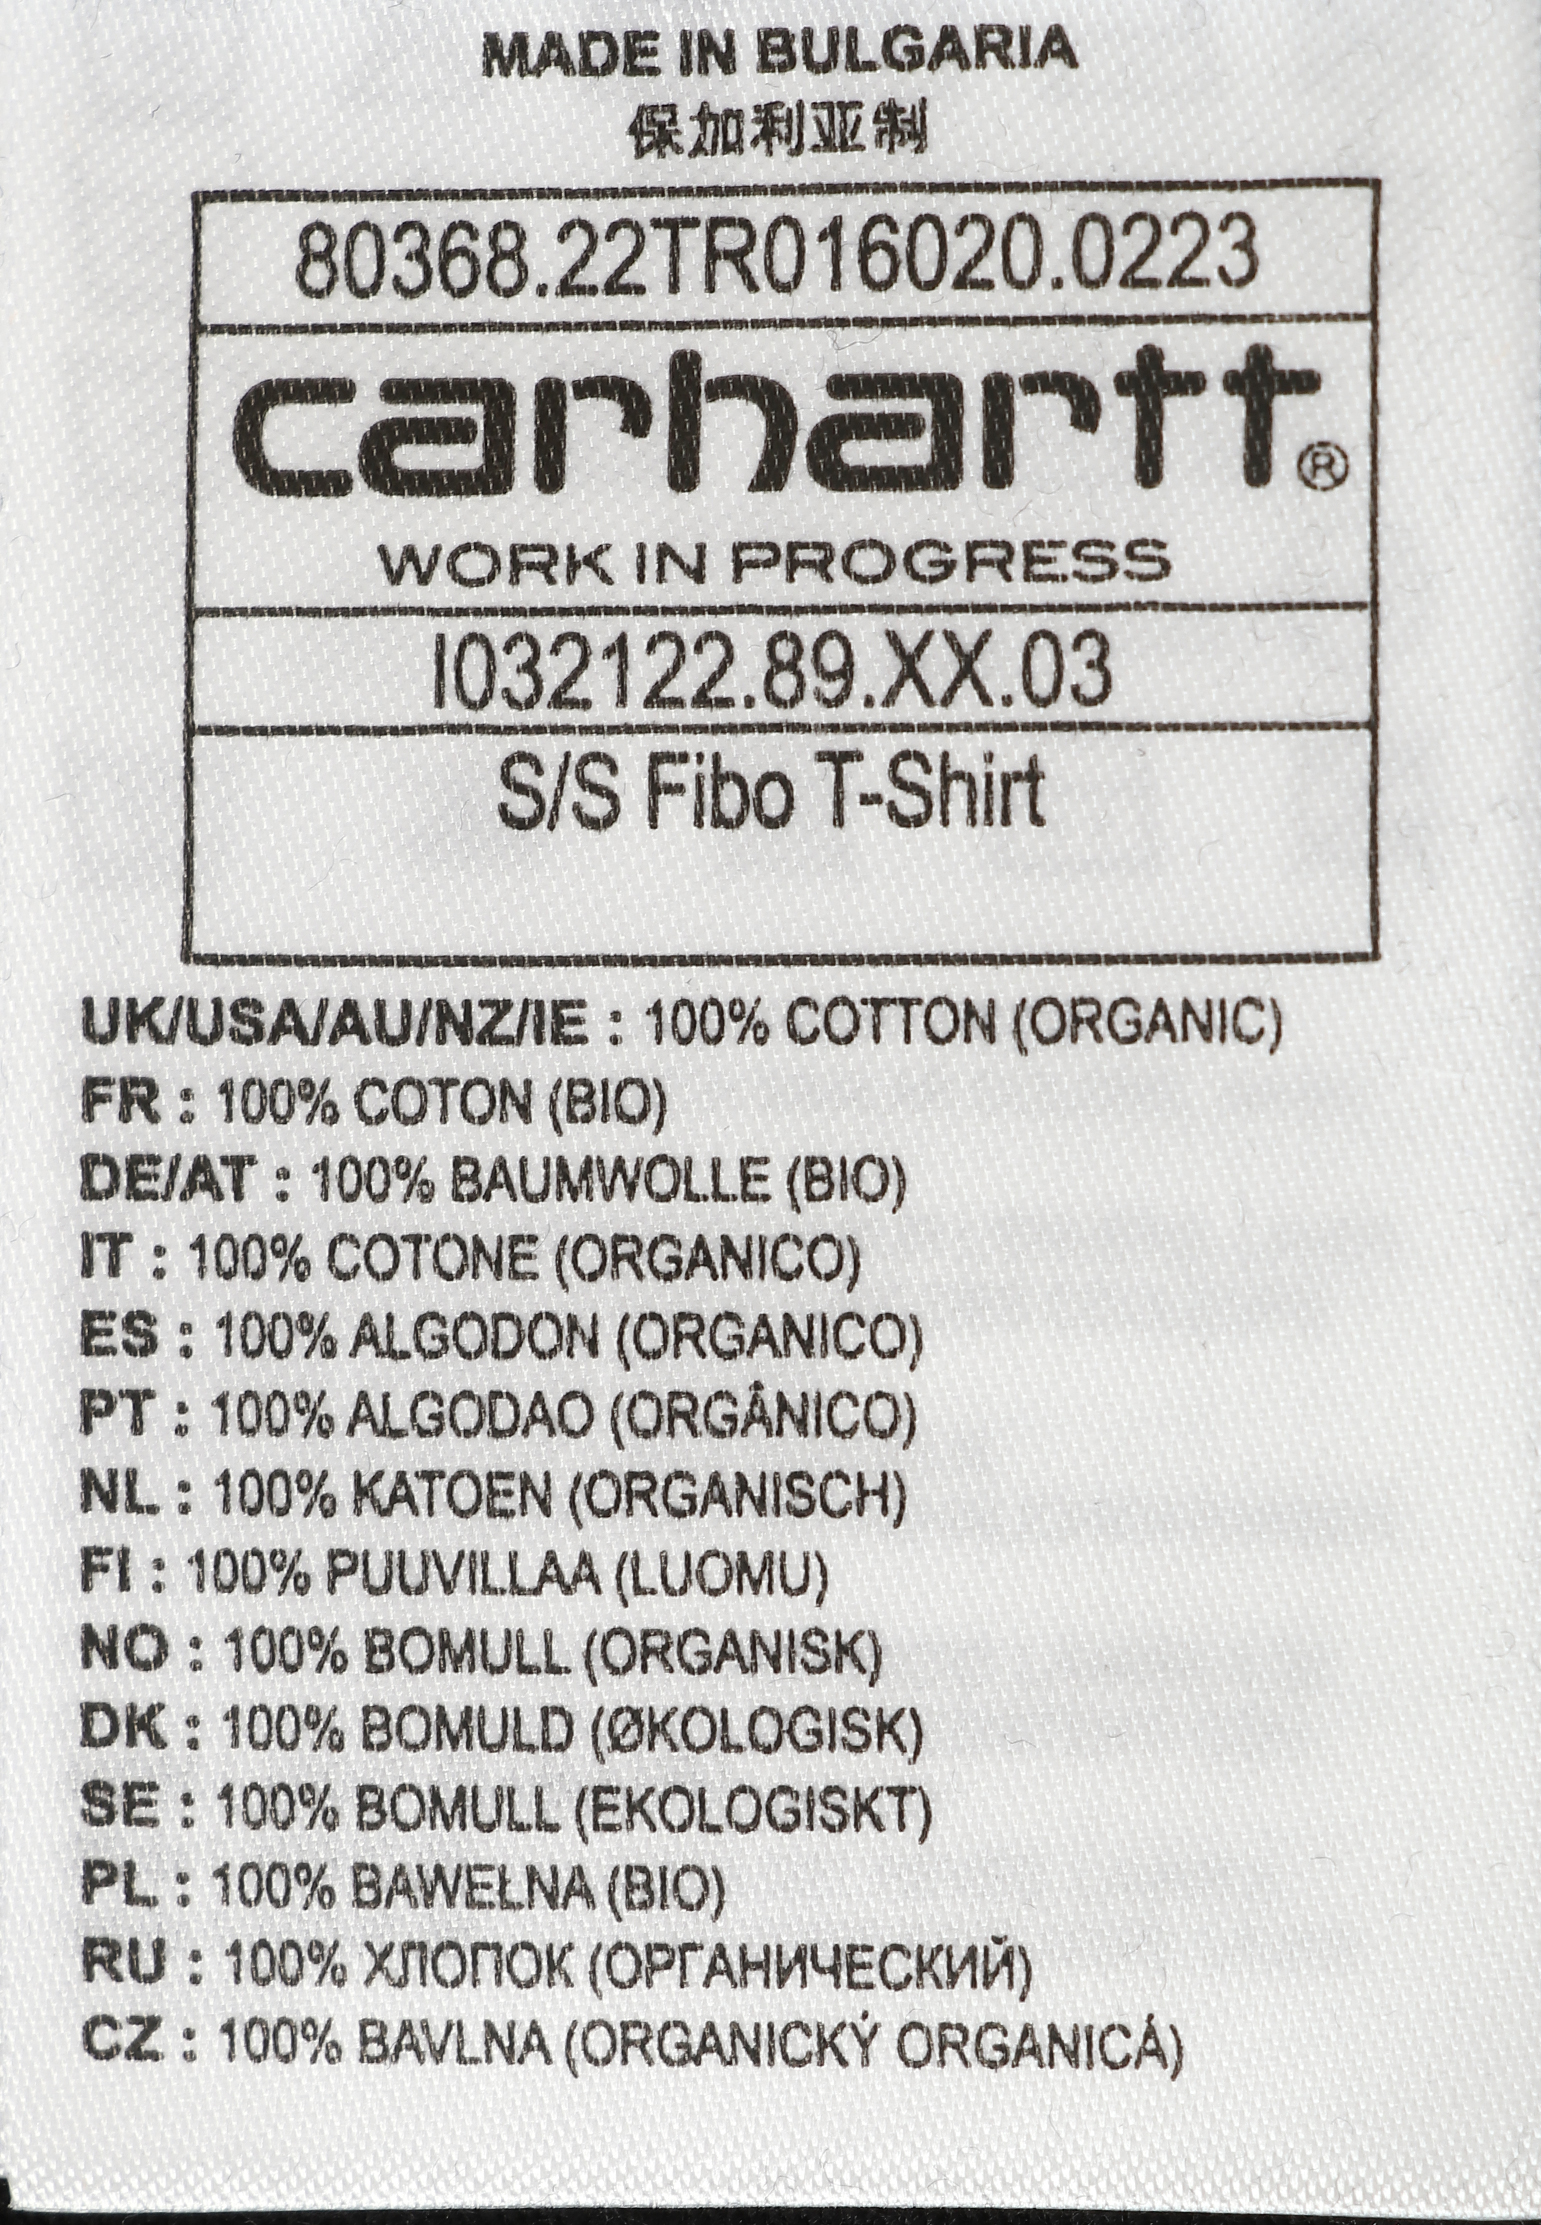 MADE IN BULGARIA
保加利亚制
80368.22TR016020.0223
carhartt®
WORK IN PROGRESS
I032122.89.XX.03
S/S Fibo T-Shirt
UK/USA/AU/NZ/IE : 100% COTTON (ORGANIC)
FR : 100% COTON (BIO)
DE/AT : 100% BAUMWOLLE (BIO)
IT : 100% COTONE (ORGANICO)
ES : 100% ALGODON (ORGANICO)
PT : 100% ALGODAO (ORGÂNICO)
NL : 100% KATOEN (ORGANISCH)
FI : 100% PUUVILLAA (LUOMU)
NO : 100% BOMULL (ORGANISK)
DK : 100% BOMULD (ØKOLOGISK)
SE : 100% BOMULL (EKOLOGISKT)
PL : 100% BAWEŁNA (BIO)
RU : 100% ХЛОПОК (ОРГАНИЧЕСКИЙ)
CZ : 100% BAVLNA (ORGANICKÝ ORGANICÁ)